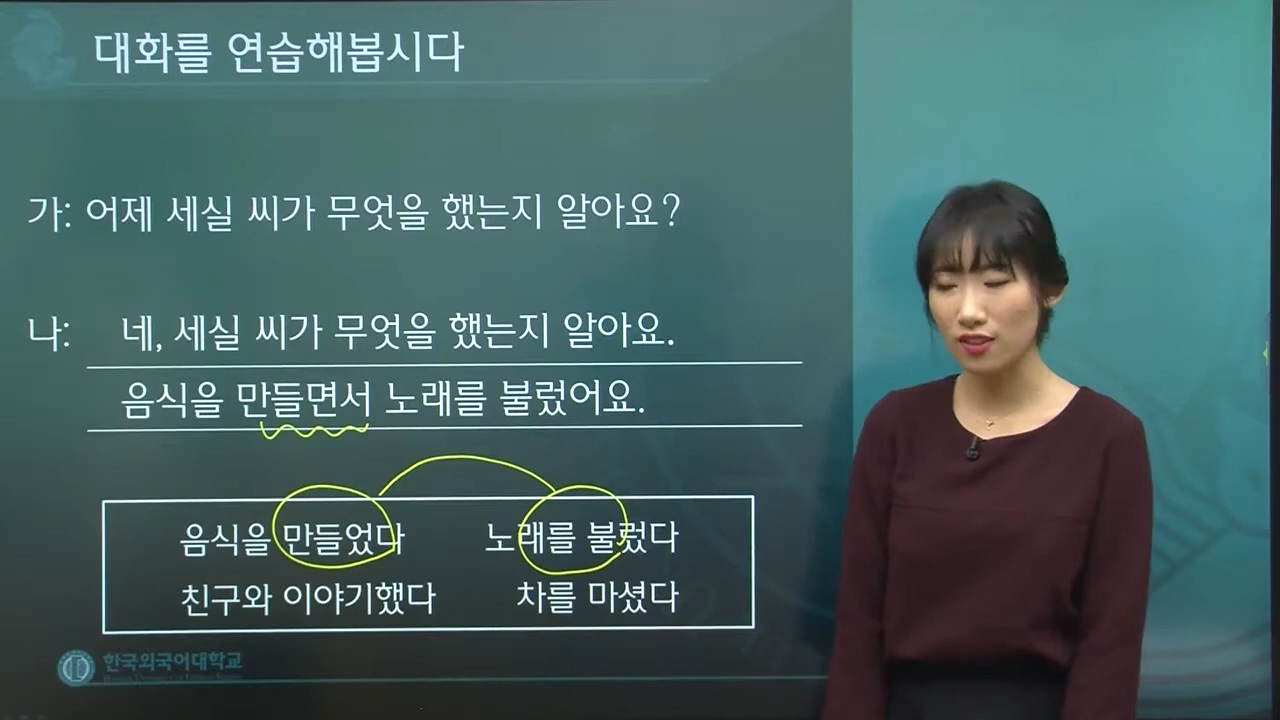 대화를 연습해봅시다
가: 어제 세실 씨가 무엇을 했는지 알아요?
나: 네, 세실 씨가 무엇을 했는지 알아요.
음식을 만들면서 노래를 불렀어요.
음식을 만들었다 노래를 불렀다
친구와 이야기했다 차를 마셨다
한국외국어대학교